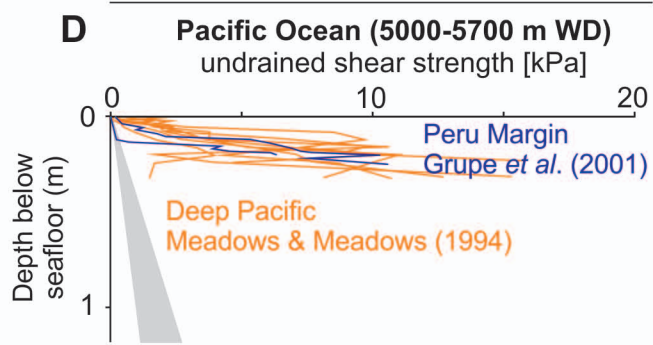 D
Pacific Ocean (5000-5700 m WD)
undrained shear strength [kPa]
0 10 20
0
Peru Margin
Grupe et al. (2001)
Deep Pacific
Meadows & Meadows (1994)
1
Depth below
seafloor (m)